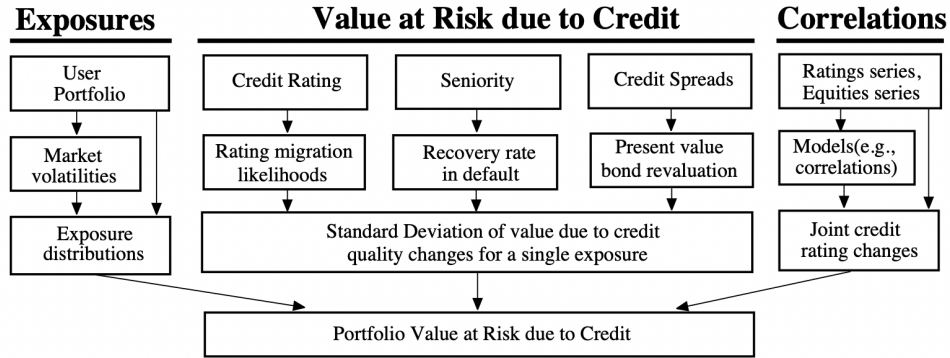 Exposures
Value at Risk due to Credit
Correlations
User
Portfolio
Credit Rating
Seniority
Credit Spreads
Ratings series,
Equities series
Market
volatilities
Rating migration
likelihoods
Recovery rate
in default
Present value
bond revaluation
Models(e.g.,
correlations)
Exposure
distributions
Standard Deviation of value due to credit
quality changes for a single exposure
Joint credit
rating changes
Portfolio Value at Risk due to Credit